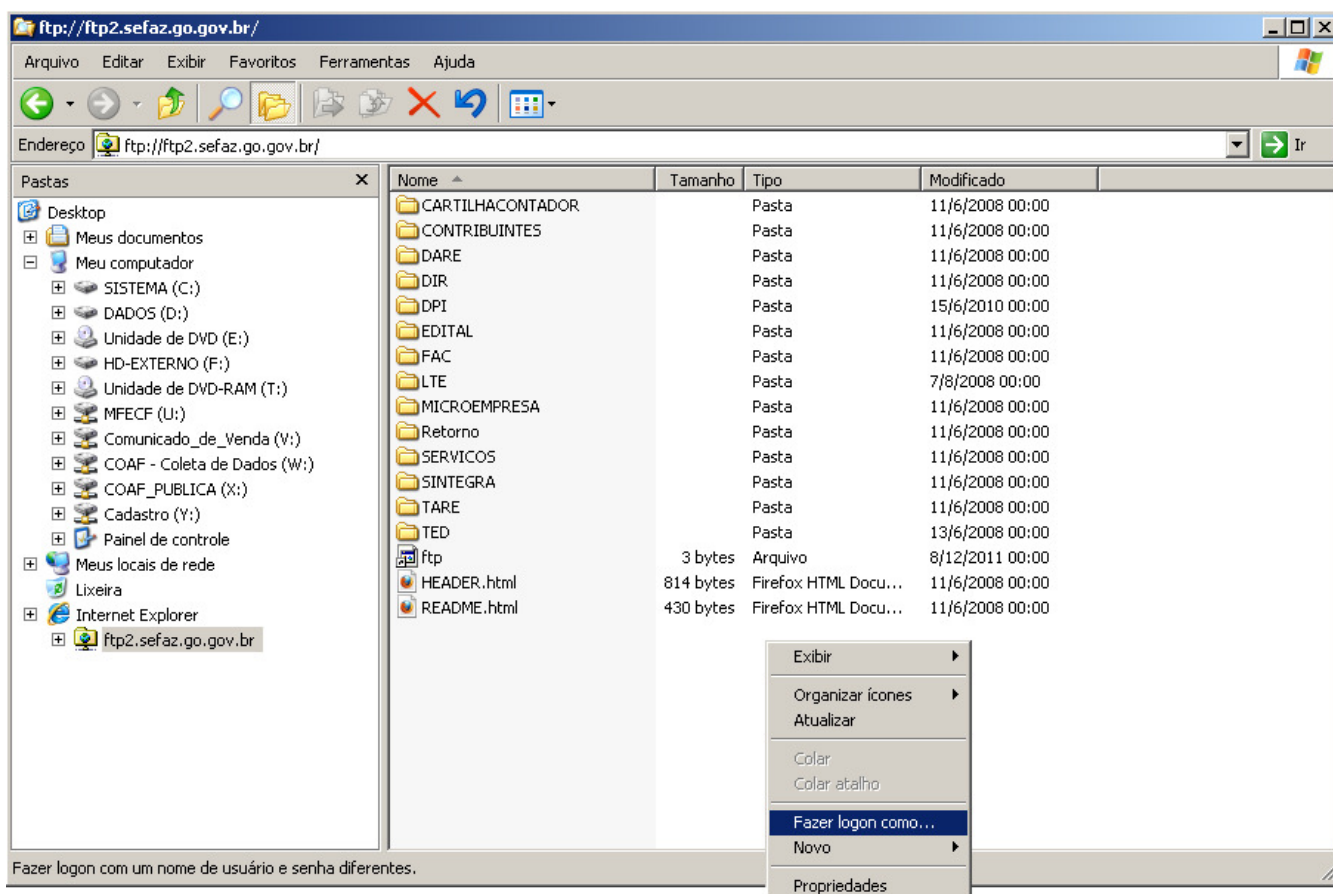 ftp://ftp2.sefaz.go.gov.br/
Arquivo Editar Exibir Favoritos Ferramentas Ajuda
Endereço ftp://ftp2.sefaz.go.gov.br/ Ir
Pastas
Desktop
Meus documentos
Meu computador
SISTEMA (C:)
DADOS (D:)
Unidade de DVD (E:)
HD-EXTERNO (F:)
Unidade de DVD-RAM (T:)
MFECF (U:)
Comunicado_de_Venda (V:)
COAF - Coleta de Dados (W:)
COAF_PUBLICA (X:)
Cadastro (Y:)
Painel de controle
Meus locais de rede
Lixeira
Internet Explorer
ftp2.sefaz.go.gov.br
Nome Tamanho Tipo Modificado
CARTILHACONTADOR Pasta 11/6/2008 00:00
CONTRIBUINTES Pasta 11/6/2008 00:00
DARE Pasta 11/6/2008 00:00
DIR Pasta 11/6/2008 00:00
DPI Pasta 15/6/2010 00:00
EDITAL Pasta 11/6/2008 00:00
FAC Pasta 11/6/2008 00:00
LTE Pasta 7/8/2008 00:00
MICROEMPRESA Pasta 11/6/2008 00:00
Retorno Pasta 11/6/2008 00:00
SERVICOS Pasta 11/6/2008 00:00
SINTEGRA Pasta 11/6/2008 00:00
TARE Pasta 11/6/2008 00:00
TED Pasta 13/6/2008 00:00
ftp 3 bytes Arquivo 8/12/2011 00:00
HEADER.html 814 bytes Firefox HTML Docu... 11/6/2008 00:00
README.html 430 bytes Firefox HTML Docu... 11/6/2008 00:00
Exibir
Organizar ícones
Atualizar
Colar
Colar atalho
Fazer logon como...
Novo
Propriedades
Fazer logon com um nome de usuário e senha diferentes.